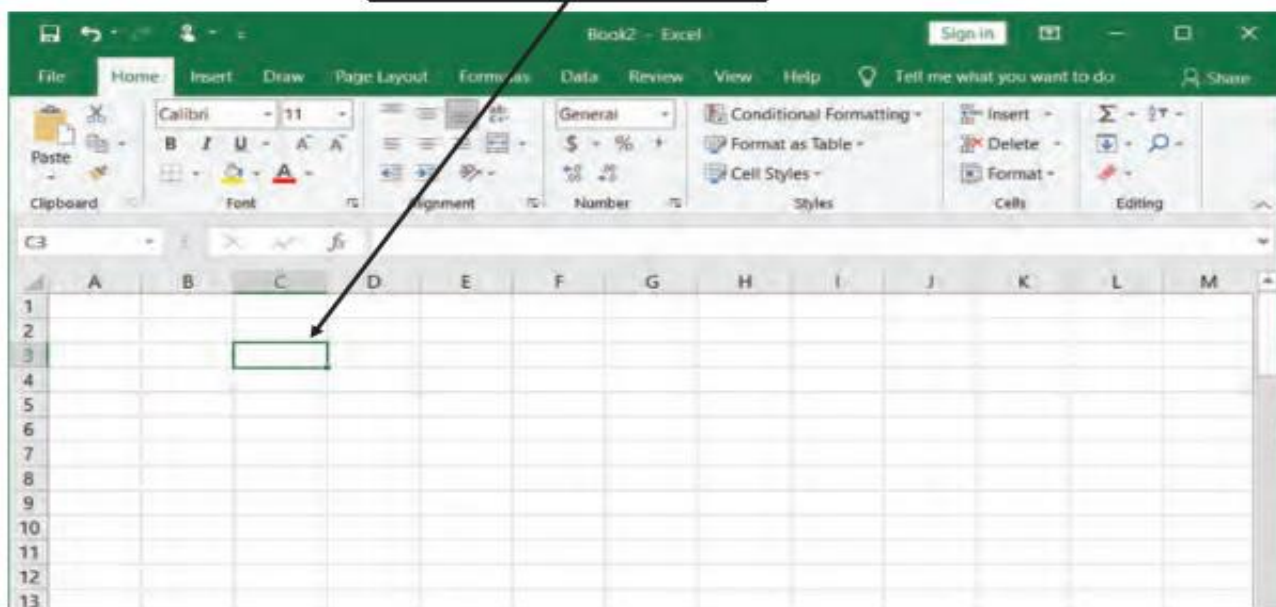 Book2 - Excel
Sign in
File Home Insert Draw Page Layout Formulas Data Review View Help Tell me what you want to do Share
Calibri 11 General Conditional Formatting Insert
Paste B I U A A $ % Format as Table Delete
A Cell Styles Format
Clipboard Font Alignment Number Styles Cells Editing
C3 fx
A B C D E F G H I J K L M
1
2
3
4
5
6
7
8
9
10
11
12
13